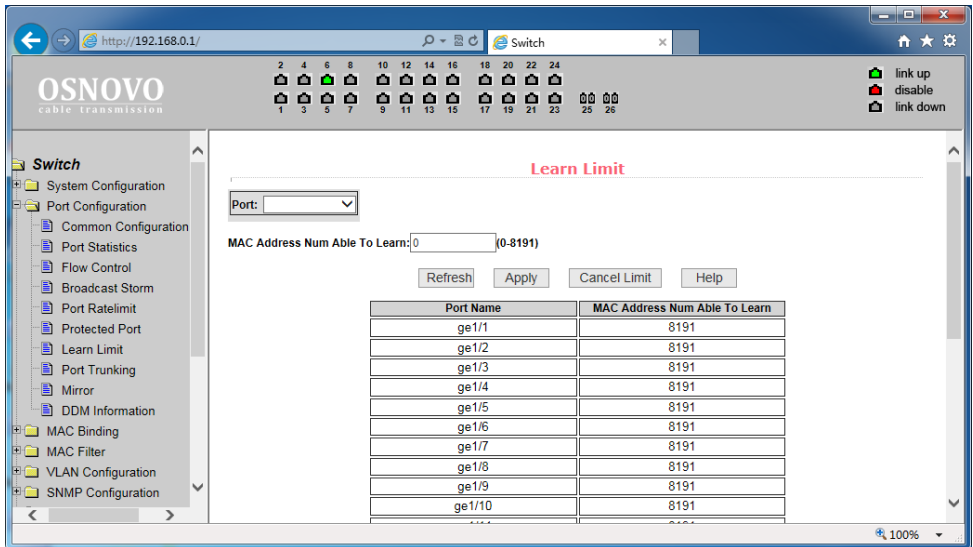 http://192.168.0.1/
Switch
OSNOVO
cable transmission
2 4 6 8 10 12 14 16 18 20 22 24
1 3 5 7 9 11 13 15 17 19 21 23 25 26
link up
disable
link down
Switch
System Configuration
Port Configuration
Common Configuration
Port Statistics
Flow Control
Broadcast Storm
Port Ratelimit
Protected Port
Learn Limit
Port Trunking
Mirror
DDM Information
MAC Binding
MAC Filter
VLAN Configuration
SNMP Configuration
Learn Limit
Port:
MAC Address Num Able To Learn: 0 (0-8191)
Refresh Apply Cancel Limit Help
Port Name MAC Address Num Able To Learn
ge1/1 8191
ge1/2 8191
ge1/3 8191
ge1/4 8191
ge1/5 8191
ge1/6 8191
ge1/7 8191
ge1/8 8191
ge1/9 8191
ge1/10 8191
100%